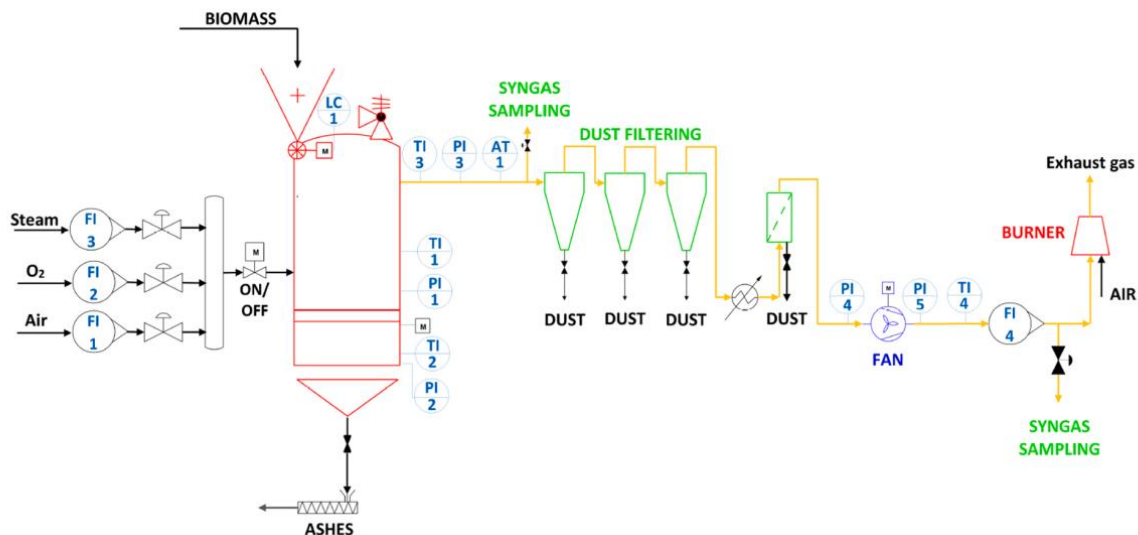 BIOMASS
LC
1
M
SYNGAS
SAMPLING
DUST FILTERING
TI
3
PI
3
AT
1
Exhaust gas
BURNER
AIR
Steam
FI
3
O₂
FI
2
Air
FI
1
M
ON/
OFF
TI
1
PI
1
M
TI
2
PI
2
DUST
DUST
DUST
DUST
PI
4
M
FAN
PI
5
TI
4
FI
4
SYNGAS
SAMPLING
ASHES